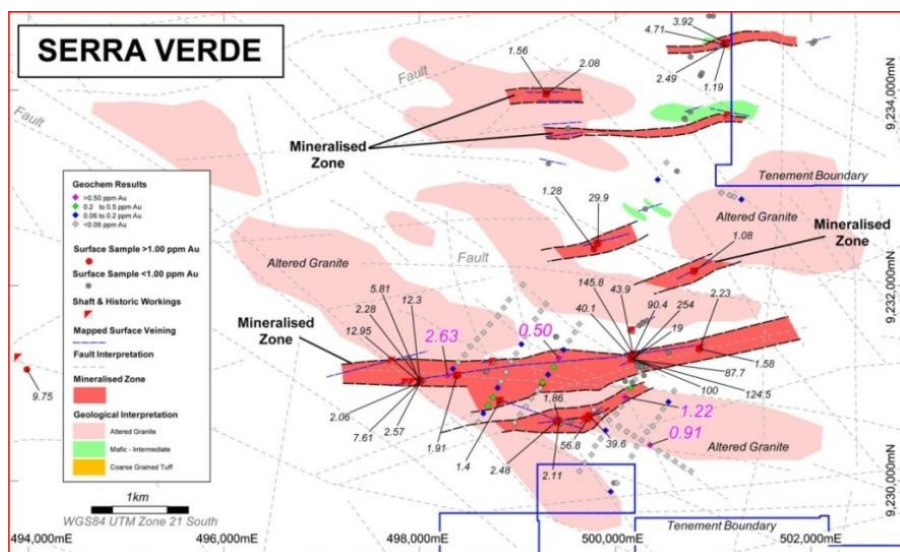 SERRA VERDE
3.92
4.71
2.49
1.19
1.56
2.08
Fault
Fault
9,234,000mN
Mineralised
Zone
Tenement Boundary
Geochem Results
>0.50 ppm Au
0.2 to 0.5 ppm Au
0.06 to 0.2 ppm Au
<0.06 ppm Au
Surface Sample >1.00 ppm Au
Surface Sample <1.00 ppm Au
Shaft & Historic Workings
Mapped Surface Veining
Fault Interpretation
Mineralised Zone
Geological Interpretation
Altered Granite
Mafic - Intermediate
Coarse Grained Tuff
1km
WGS84 UTM Zone 21 South
1.28
29.9
Altered Granite
Mineralised
Zone
1.08
Altered Granite
Fault
9,232,000mN
145.8
43.9
90.4
254
2.23
40.1
19
5.81
12.3
2.28
12.95
Mineralised
Zone
2.63
0.50
9.75
2.06
7.61
2.57
1.91
1.4
1.86
2.48
2.11
56.8
39.6
1.22
0.91
1.58
87.7
124.5
100
Altered Granite
9,230,000mN
Tenement Boundary
494,000mE
496,000mE
498,000mE
500,000mE
502,000mE